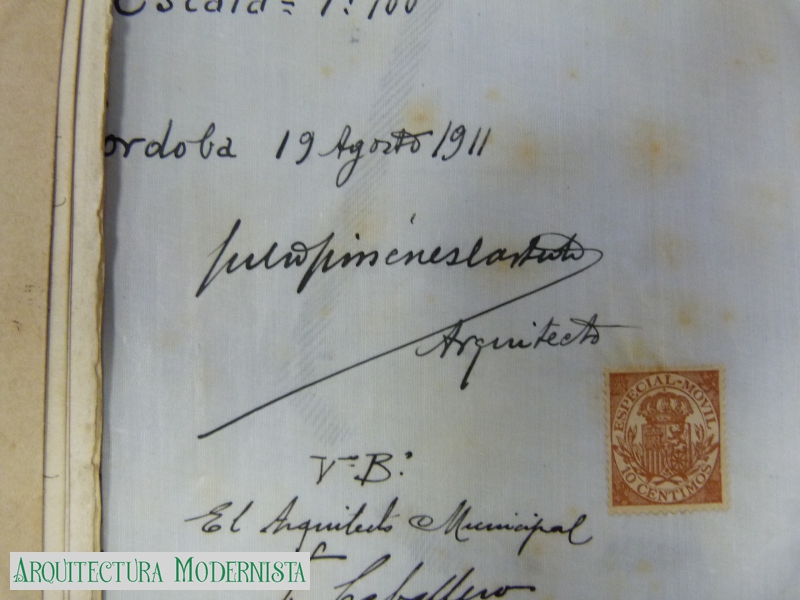 Escala = 1:100
ordoba 19 Agosto 1911
Arquitecto
ESPECIAL-MOVIL
10 CENTIMOS
Vº Bº
El Arquitecto Municipal
Caballero
ARQUITECTURA MODERNISTA